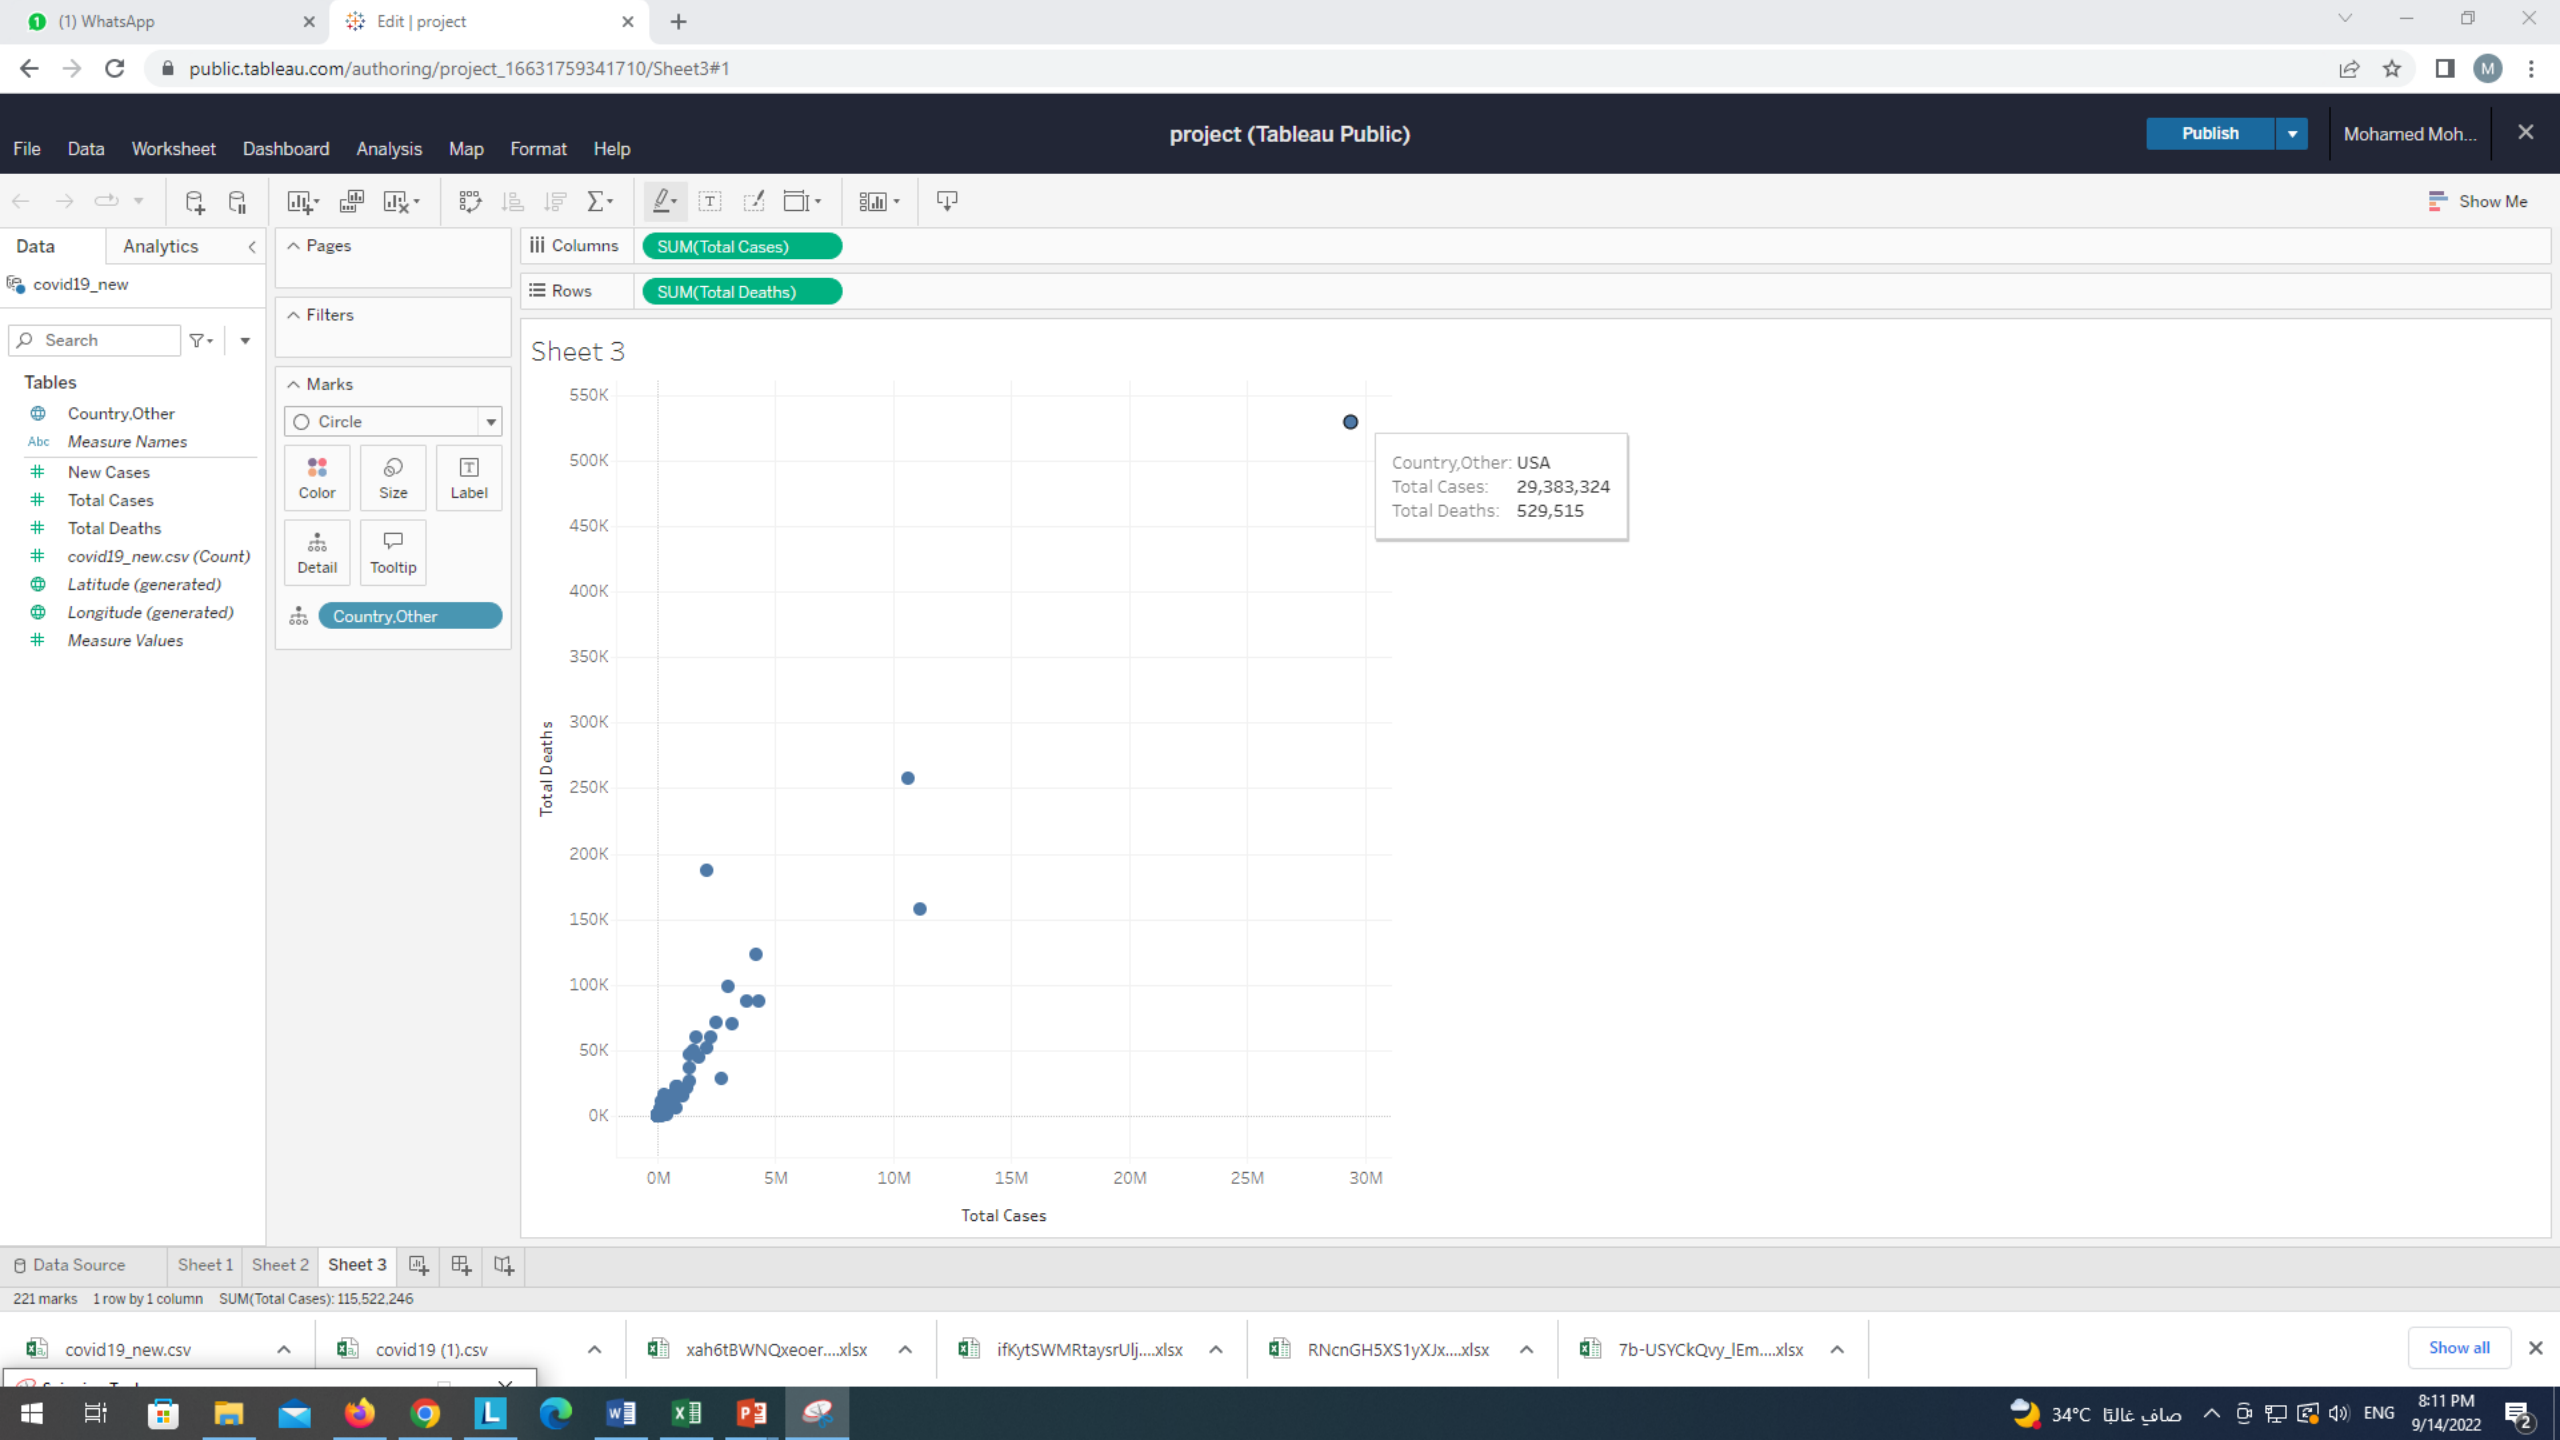 (1) WhatsApp
Edit | project
public.tableau.com/authoring/project_16631759341710/Sheet3#1
M
project (Tableau Public)
Publish
Mohamed Moh...
File Data Worksheet Dashboard Analysis Map Format Help
Show Me
Data Analytics
covid19_new
Search
Tables
Country,Other
Abc Measure Names
New Cases
Total Cases
Total Deaths
covid19_new.csv (Count)
Latitude (generated)
Longitude (generated)
Measure Values
Pages
Filters
Marks
Circle
Color Size Label
Detail Tooltip
Country,Other
Columns SUM(Total Cases)
Rows SUM(Total Deaths)
Sheet 3
550K
500K
450K
400K
350K
300K
250K
200K
150K
100K
50K
0K
Total Deaths
Country,Other: USA
Total Cases: 29,383,324
Total Deaths: 529,515
0M 5M 10M 15M 20M 25M 30M
Total Cases
Data Source Sheet 1 Sheet 2 Sheet 3
221 marks 1 row by 1 column SUM(Total Cases): 115,522,246
covid19_new.csv
covid19 (1).csv
xah6tBWNQxeoer....xlsx
ifKytSWMRtaysrUlj....xlsx
RNcnGH5XS1yXJx....xlsx
7b-USYCkQvy_lEm....xlsx
Show all
34°C صافٍ غالبًا
ENG
8:11 PM
9/14/2022
2